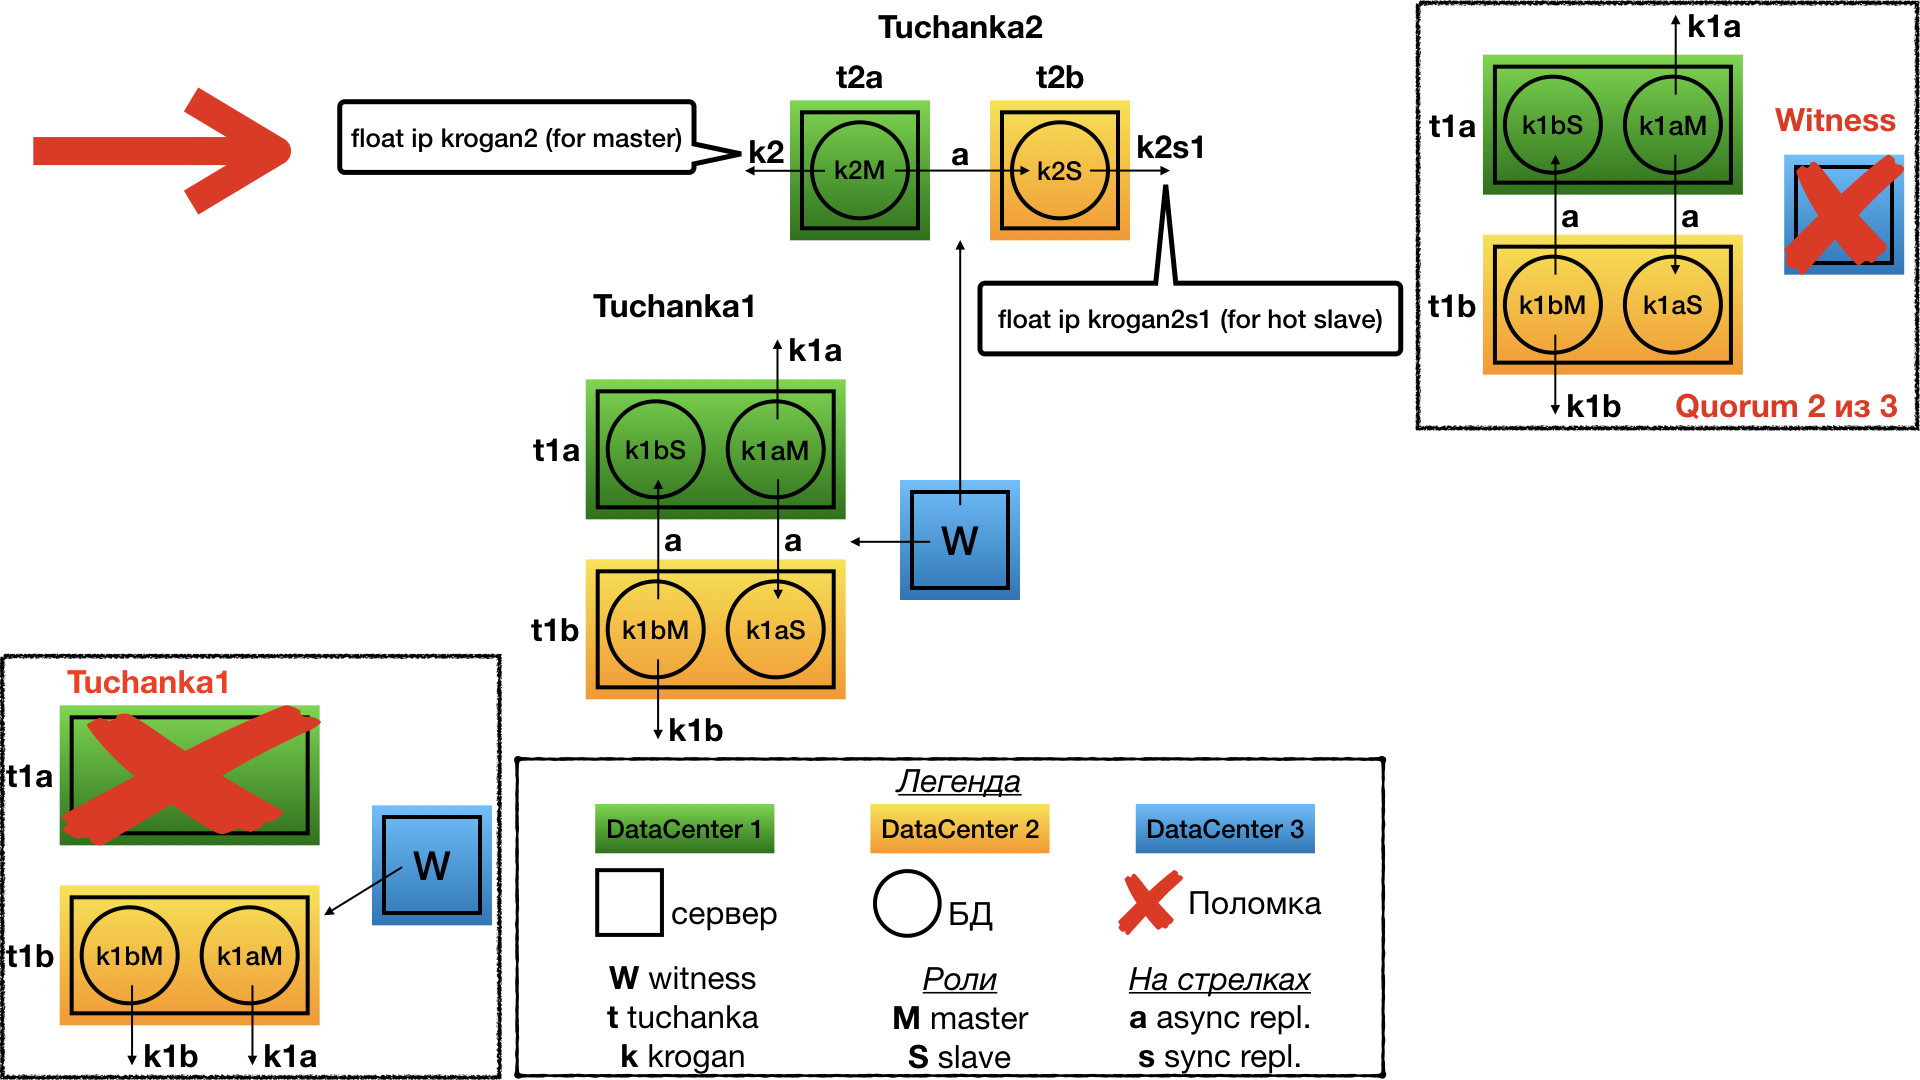 Tuchanka2
t2a
t2b
float ip krogan2 (for master)
k2
k2M
a
k2S
k2s1
float ip krogan2s1 (for hot slave)
k1a
t1a
k1bS
k1aM
Witness
a
a
t1b
k1bM
k1aS
k1b
Quorum 2 из 3
Tuchanka1
k1a
t1a
k1bS
k1aM
a
a
W
t1b
k1bM
k1aS
k1b
Tuchanka1
t1a
W
t1b
k1bM
k1aM
k1b
k1a
Легенда
DataCenter 1
DataCenter 2
DataCenter 3
сервер
БД
Поломка
W witness
Роли
На стрелках
t tuchanka
M master
a async repl.
k krogan
S slave
s sync repl.